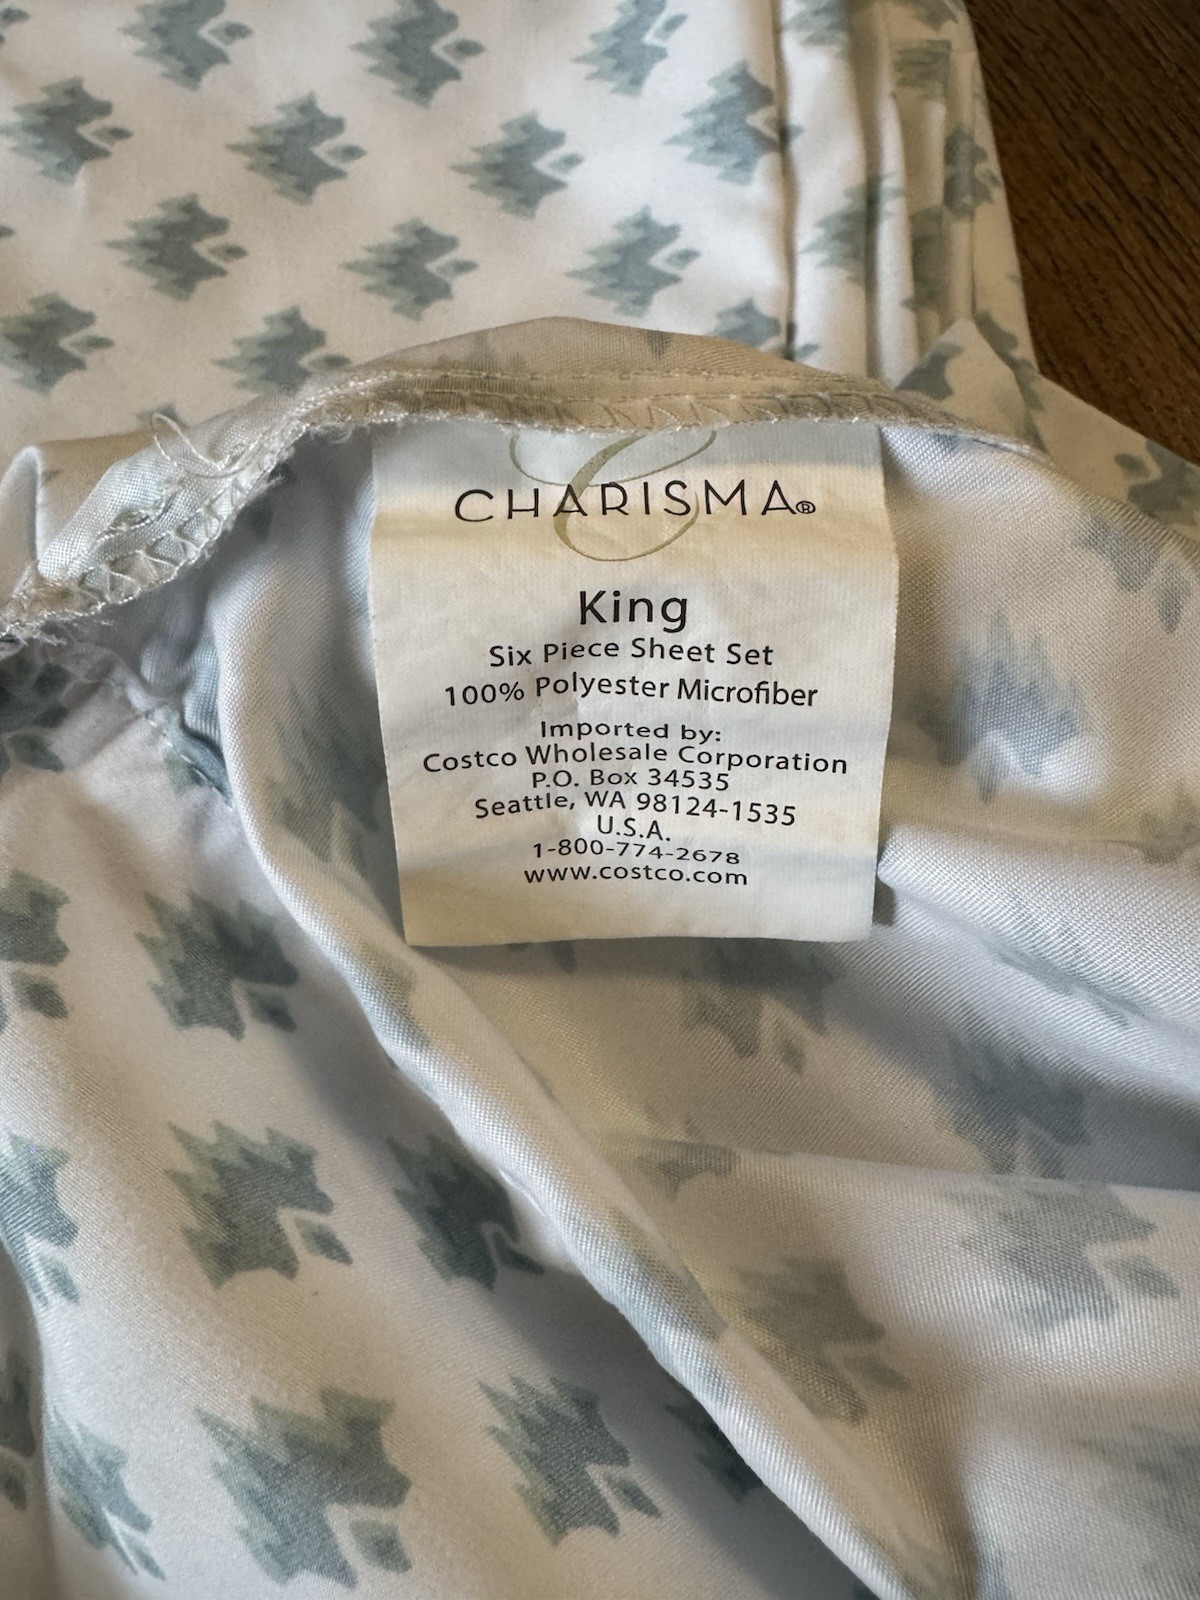 CHARISMA®
King
Six Piece Sheet Set
100% Polyester Microfiber
Imported by:
Costco Wholesale Corporation
P.O. Box 34535
Seattle, WA 98124-1535
U.S.A.
1-800-774-2678
www.costco.com